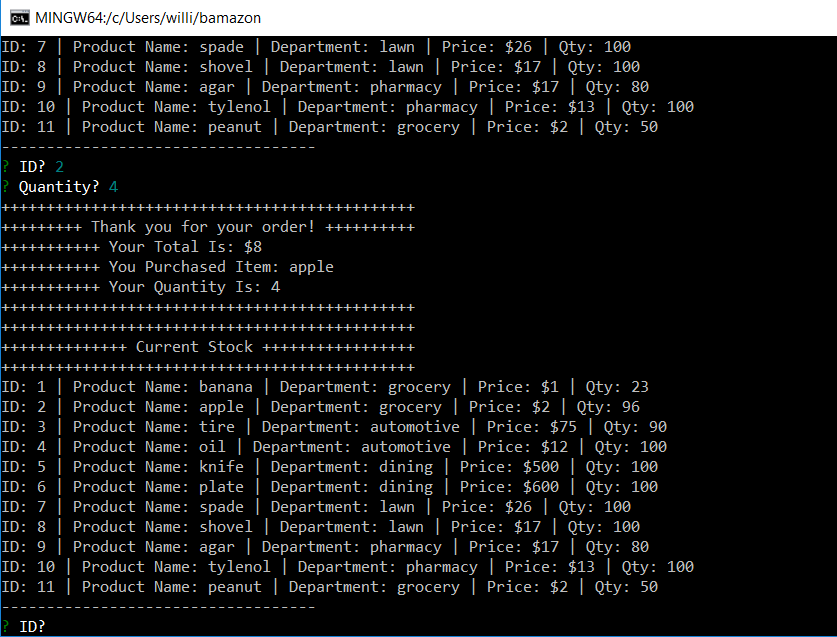 MINGW64:/c/Users/willi/bamazon
ID: 7 | Product Name: spade | Department: lawn | Price: $26 | Qty: 100
ID: 8 | Product Name: shovel | Department: lawn | Price: $17 | Qty: 100
ID: 9 | Product Name: agar | Department: pharmacy | Price: $17 | Qty: 80
ID: 10 | Product Name: tylenol | Department: pharmacy | Price: $13 | Qty: 100
ID: 11 | Product Name: peanut | Department: grocery | Price: $2 | Qty: 50
-----------------------------------
? ID? 2
? Quantity? 4
++++++++++++++++++++++++++++++++++++++++++++++
+++++++++ Thank you for your order! ++++++++++
+++++++++++ Your Total Is: $8
+++++++++++ You Purchased Item: apple
+++++++++++ Your Quantity Is: 4
++++++++++++++++++++++++++++++++++++++++++++++
++++++++++++++++++++++++++++++++++++++++++++++
++++++++++++++ Current Stock +++++++++++++++++
++++++++++++++++++++++++++++++++++++++++++++++
ID: 1 | Product Name: banana | Department: grocery | Price: $1 | Qty: 23
ID: 2 | Product Name: apple | Department: grocery | Price: $2 | Qty: 96
ID: 3 | Product Name: tire | Department: automotive | Price: $75 | Qty: 90
ID: 4 | Product Name: oil | Department: automotive | Price: $12 | Qty: 100
ID: 5 | Product Name: knife | Department: dining | Price: $500 | Qty: 100
ID: 6 | Product Name: plate | Department: dining | Price: $600 | Qty: 100
ID: 7 | Product Name: spade | Department: lawn | Price: $26 | Qty: 100
ID: 8 | Product Name: shovel | Department: lawn | Price: $17 | Qty: 100
ID: 9 | Product Name: agar | Department: pharmacy | Price: $17 | Qty: 80
ID: 10 | Product Name: tylenol | Department: pharmacy | Price: $13 | Qty: 100
ID: 11 | Product Name: peanut | Department: grocery | Price: $2 | Qty: 50
-----------------------------------
? ID?